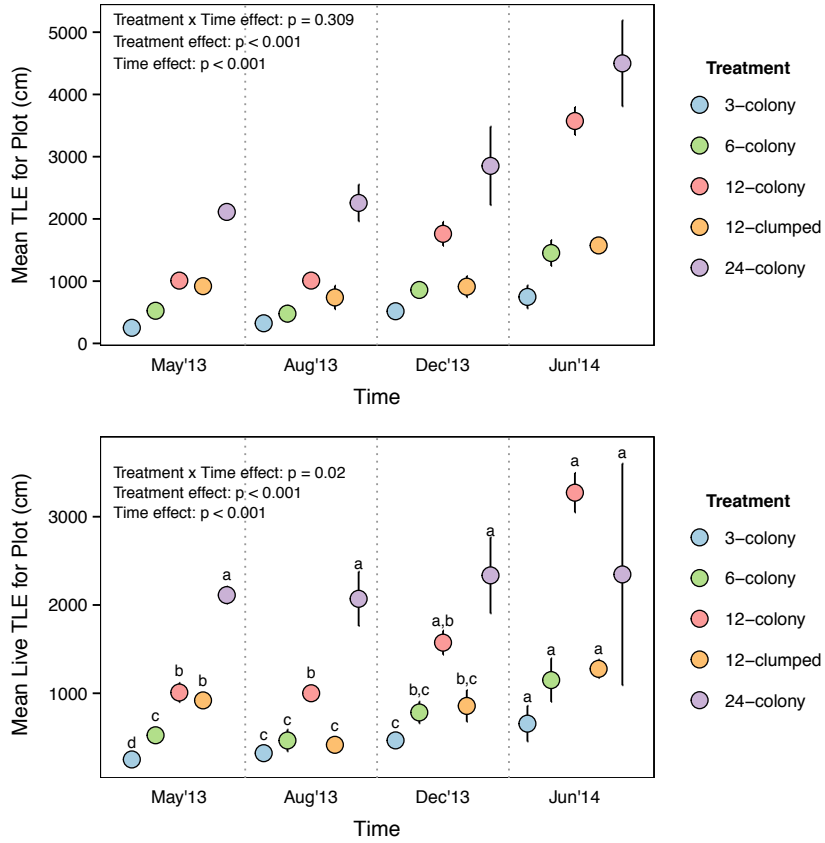 Treatment x Time effect: p = 0.309
Treatment effect: p < 0.001
Time effect: p < 0.001
Mean TLE for Plot (cm)
5000
4000
3000
2000
1000
0
May'13 Aug'13 Dec'13 Jun'14
Time
Treatment
3−colony
6−colony
12−colony
12−clumped
24−colony
Treatment x Time effect: p = 0.02
Treatment effect: p < 0.001
Time effect: p < 0.001
Mean Live TLE for Plot (cm)
3000
2000
1000
d c b b a
c c b c a
c b,c a,b b,c a
a a a a a
May'13 Aug'13 Dec'13 Jun'14
Time
Treatment
3−colony
6−colony
12−colony
12−clumped
24−colony